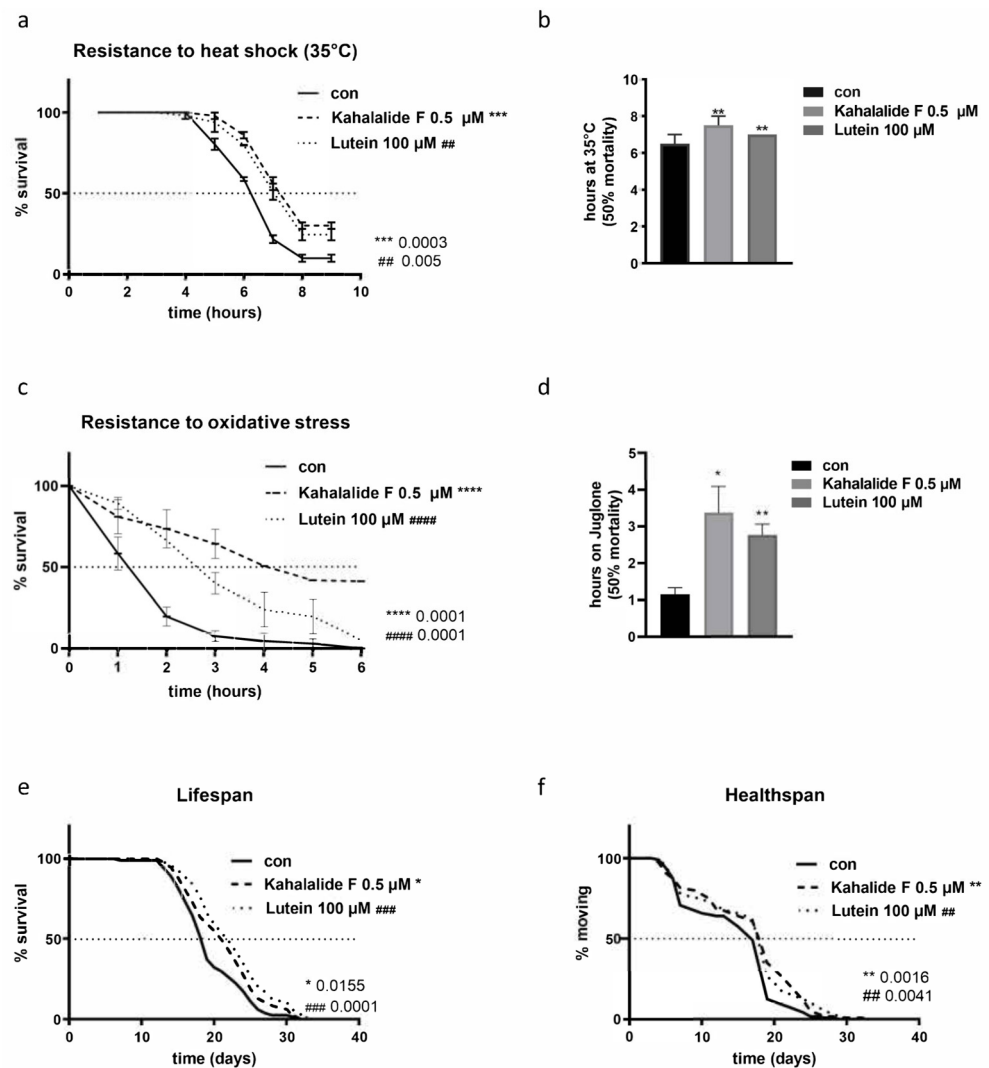 a
Resistance to heat shock (35°C)
con
Kahalalide F 0.5 µM ***
Lutein 100 µM ##
% survival
100
50
0
*** 0.0003
## 0.005
0 2 4 6 8 10
time (hours)
b
hours at 35°C
(50% mortality)
10
8
6
4
2
0
**
**
con
Kahalalide F 0.5 µM
Lutein 100 µM
c
Resistance to oxidative stress
con
Kahalalide F 0.5 µM ****
Lutein 100 µM ####
% survival
100
50
0
**** 0.0001
#### 0.0001
0 1 2 3 4 5 6
time (hours)
d
hours on Juglone
(50% mortality)
5
4
3
2
1
0
*
**
con
Kahalalide F 0.5 µM
Lutein 100 µM
e
Lifespan
con
Kahalalide F 0.5 µM *
Lutein 100 µM ###
% survival
100
50
0
* 0.0155
### 0.0001
0 10 20 30 40
time (days)
f
Healthspan
con
Kahalide F 0.5 µM **
Lutein 100 µM ##
% moving
100
50
0
** 0.0016
## 0.0041
0 10 20 30 40
time (days)